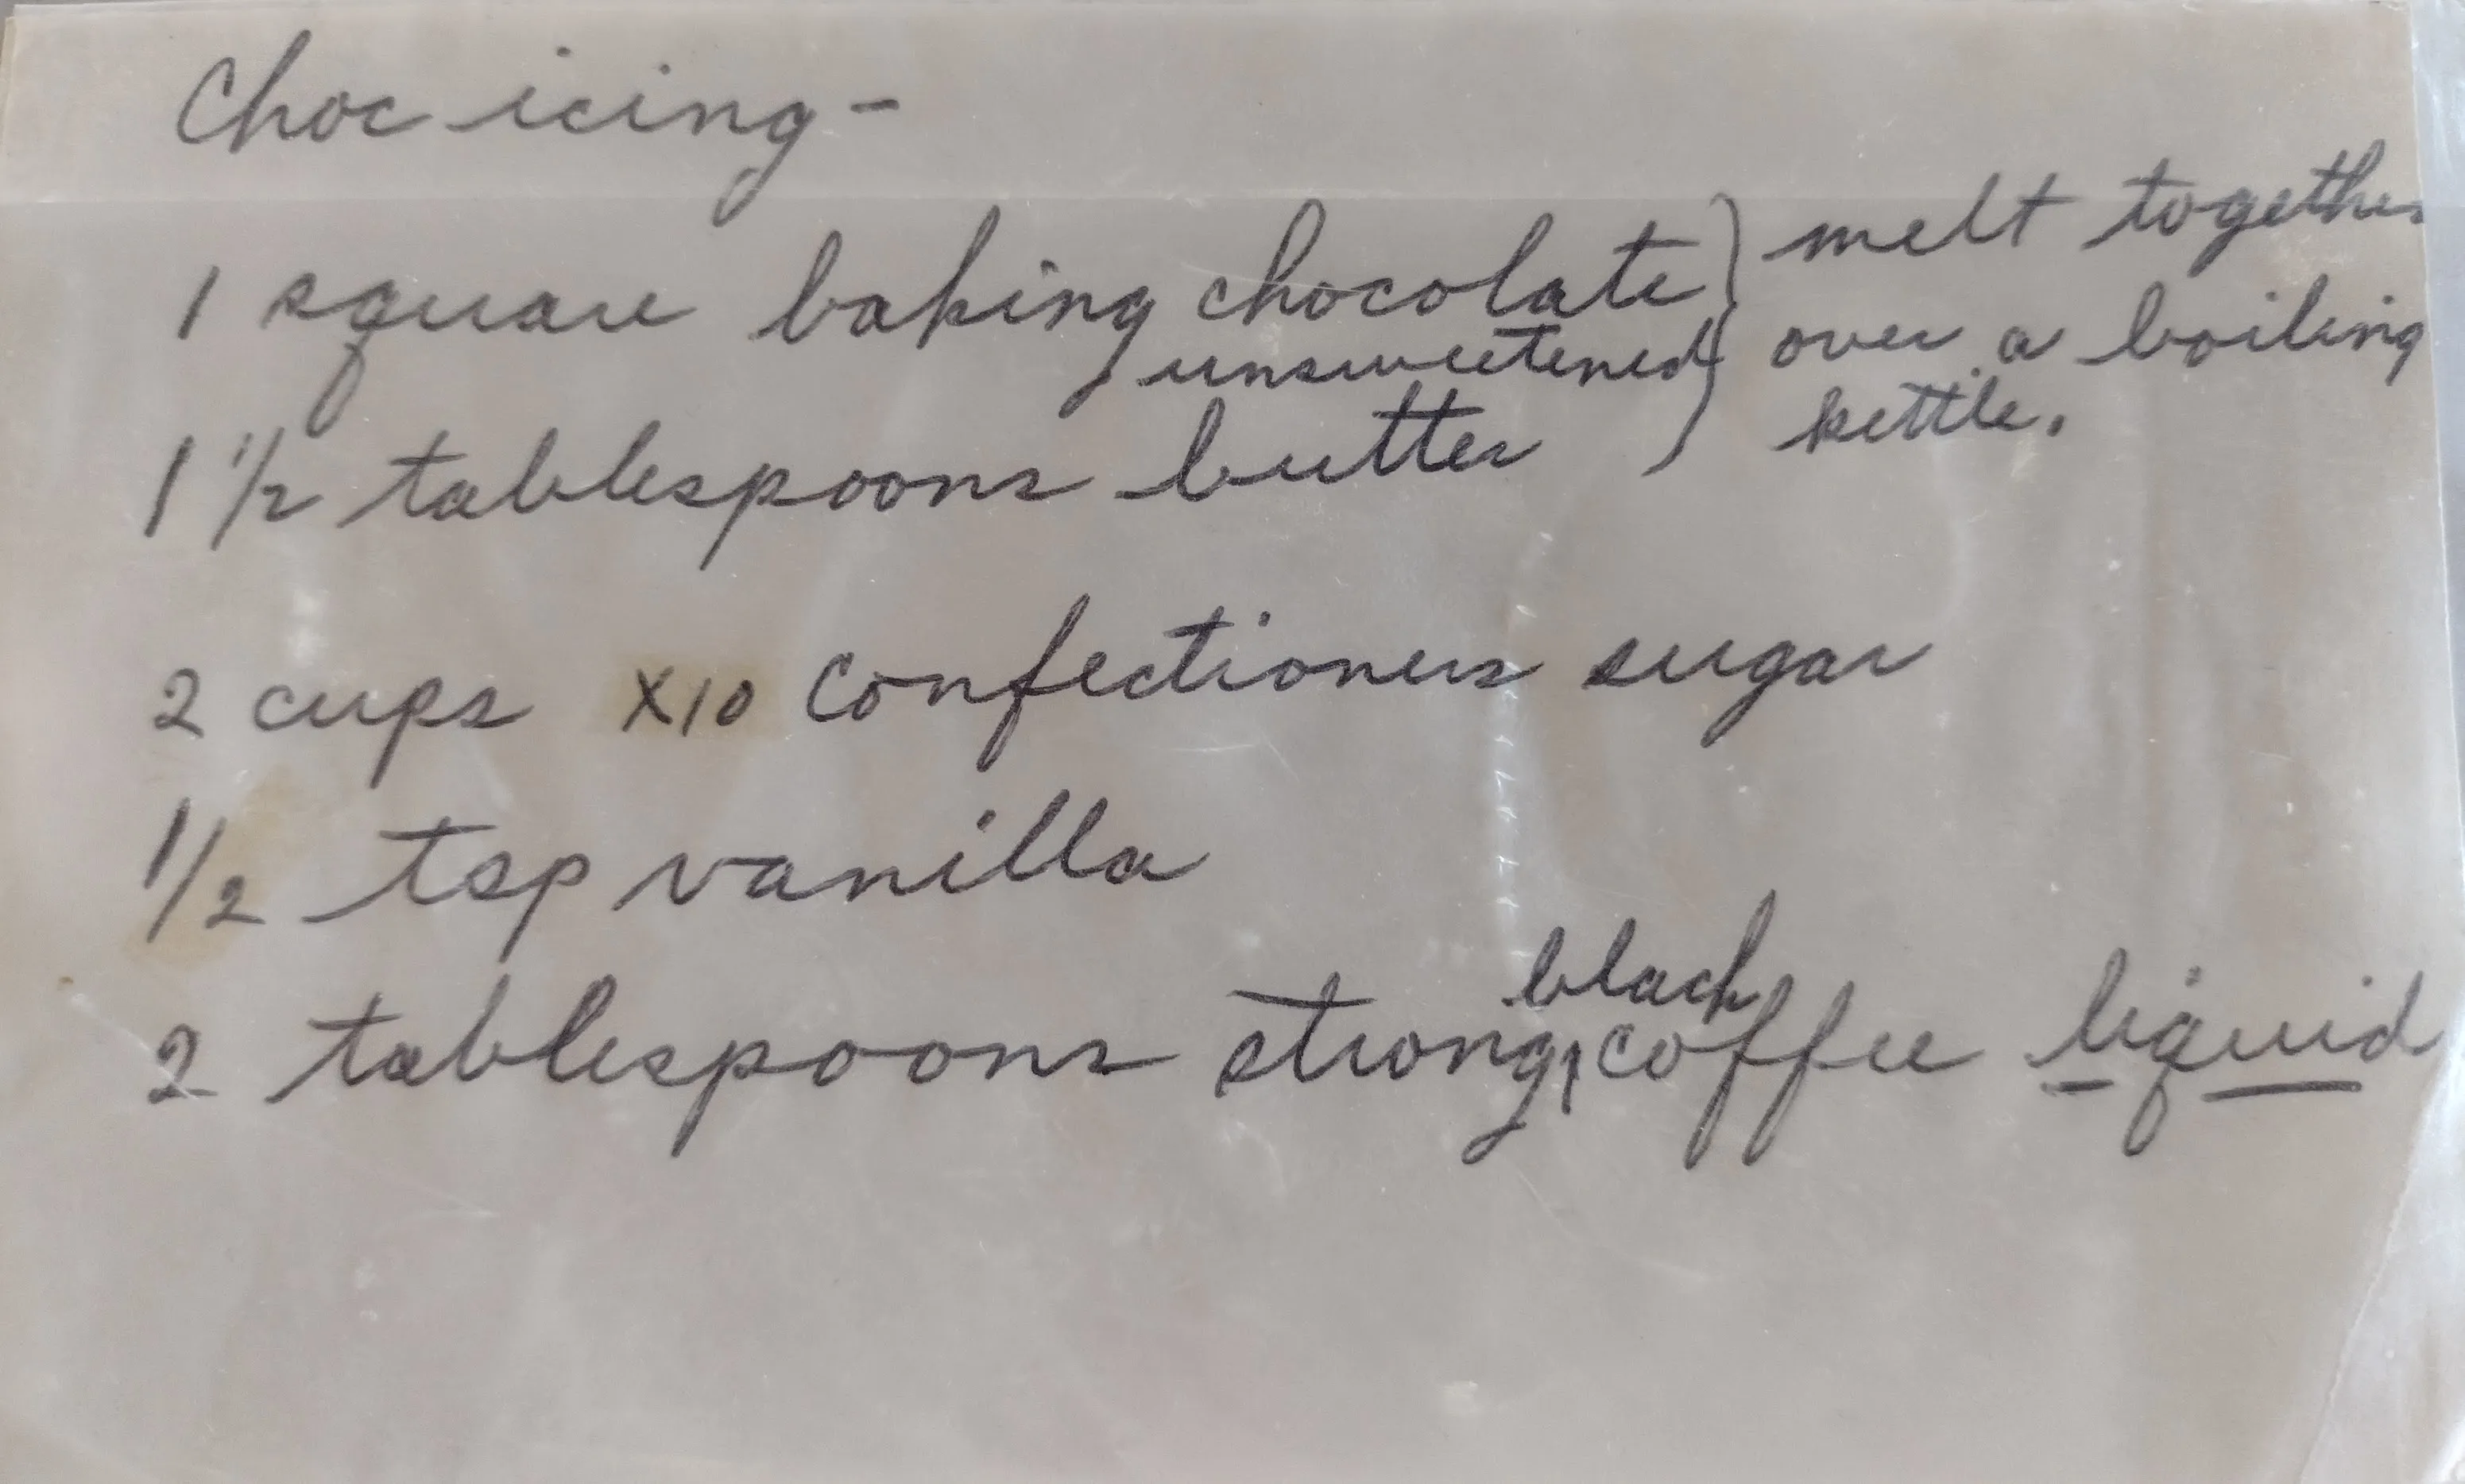 Choc icing -
1 square baking chocolate } melt together
unsweetened over a boiling
1 1/2 tablespoons butter kettle.
2 cups X10 Confectioners sugar
1/2 tsp vanilla
black
2 tablespoons strong coffee liquid